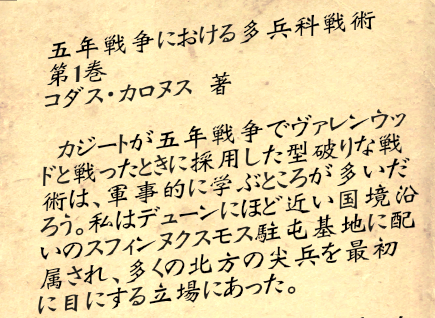 五年戦争における多兵科戦術
第1巻
コダス・カロヌス 著
カジートが五年戦争でヴァレンウッ
ドと戦ったときに採用した型破りな戦
術は、軍事的に学ぶところが多いだ
ろう。私はデューンにほど近い国境沿
いのスフィンヌクスモス駐屯基地に配
属され、多くの北方の尖兵を最初
に目にする立場にあった。